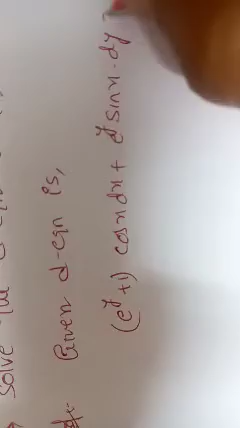 Solve the
Given d-eqn is,
(e^y+1) cosx dx + e^y sinx. dy